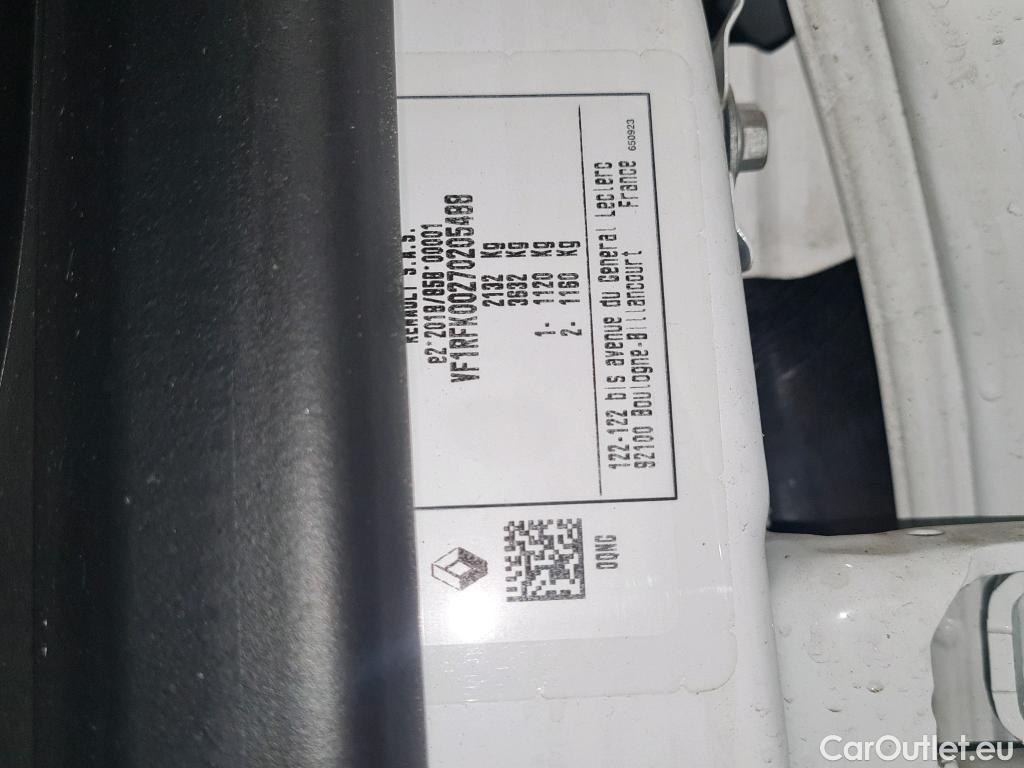 RENAULT S.A.S.
e2*2018/858*00001
VF1RFK00270205488
2132 Kg
3632 Kg
1- 1120 Kg
2- 1160 Kg
122-122 bis avenue du General Leclerc
92100 Boulogne-Billancourt France
650923
0QNC
CarOutlet.eu